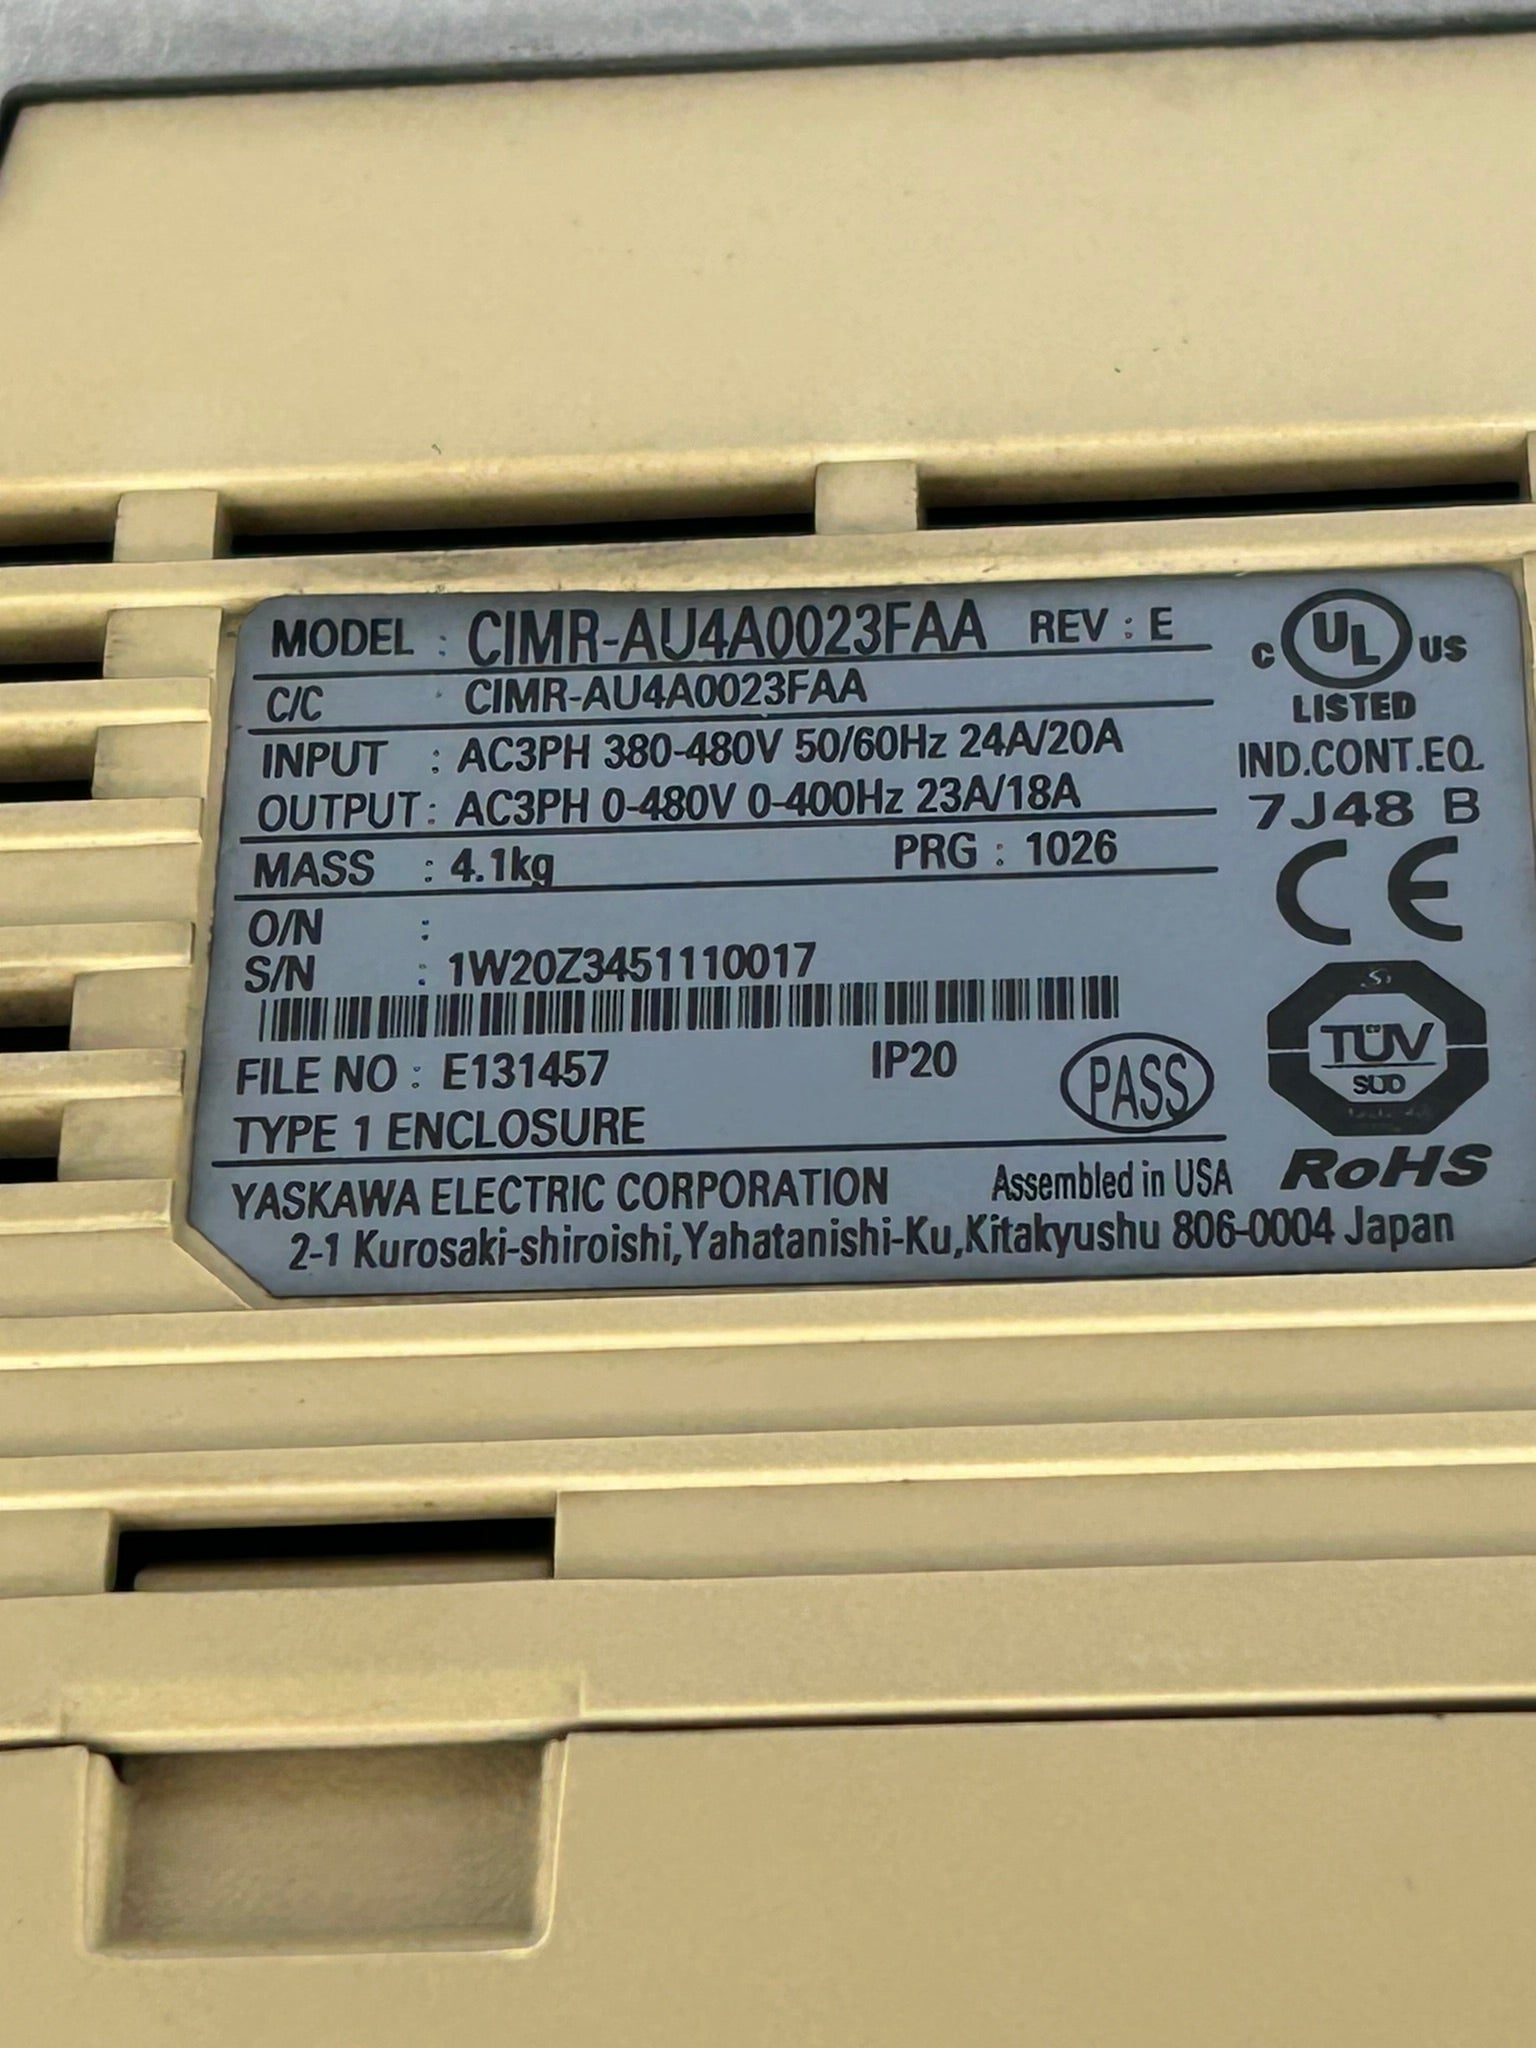 MODEL : CIMR-AU4A0023FAA REV : E
C/C : CIMR-AU4A0023FAA
INPUT : AC3PH 380-480V 50/60Hz 24A/20A
OUTPUT : AC3PH 0-480V 0-400Hz 23A/18A
MASS : 4.1kg PRG : 1026
O/N :
S/N : 1W20Z3451110017
FILE NO : E131457 IP20
PASS
TYPE 1 ENCLOSURE
YASKAWA ELECTRIC CORPORATION Assembled in USA
2-1 Kurosaki-shiroishi,Yahatanishi-Ku,Kitakyushu 806-0004 Japan
C UL US
LISTED
IND.CONT.EQ.
7J48 B
CE
TÜV
SÜD
RoHS